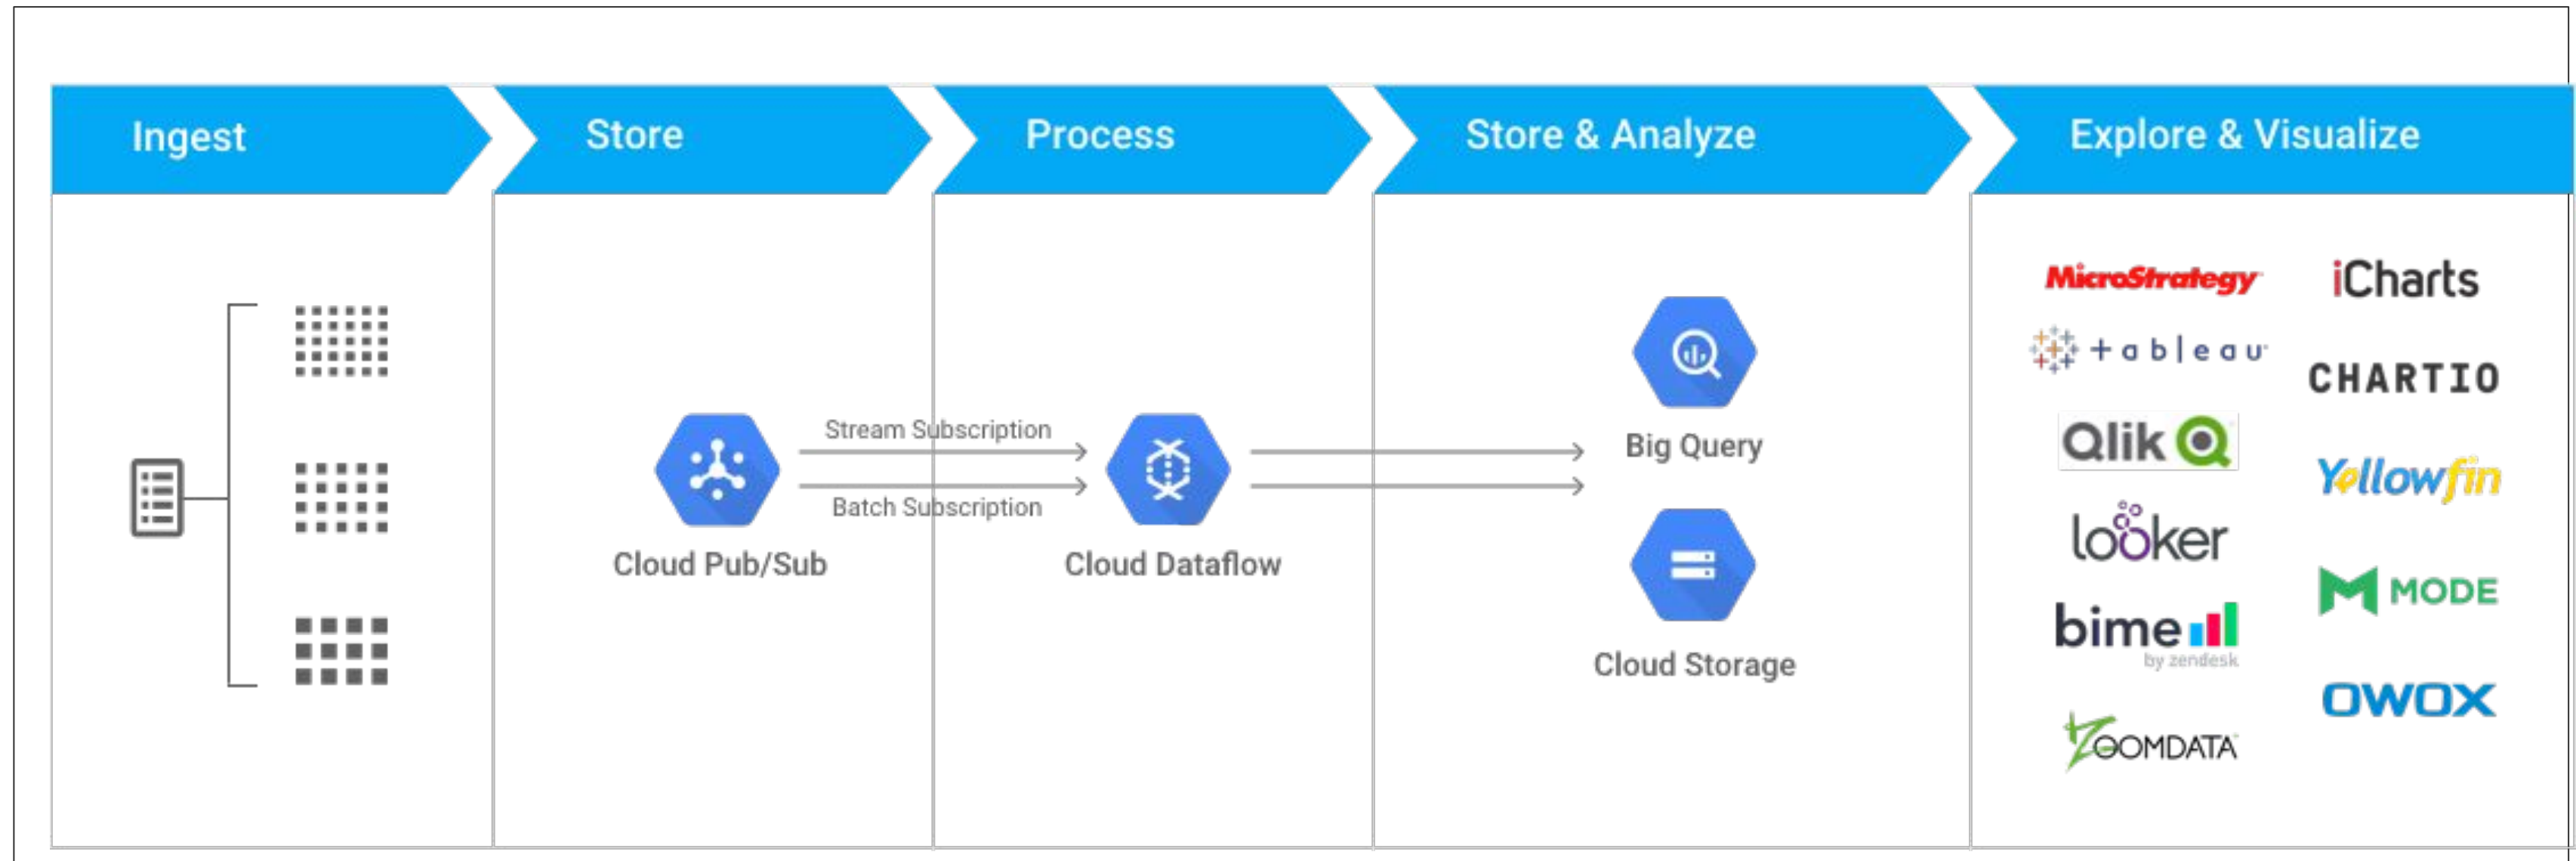 Ingest
Store
Process
Store & Analyze
Explore & Visualize
Stream Subscription
Batch Subscription
Cloud Pub/Sub
Cloud Dataflow
Big Query
Cloud Storage
MicroStrategy
iCharts
+ableau
CHARTIO
Qlik
Yellowfin
looker
MODE
bime
by zendesk
OWOX
ZOOMDATA